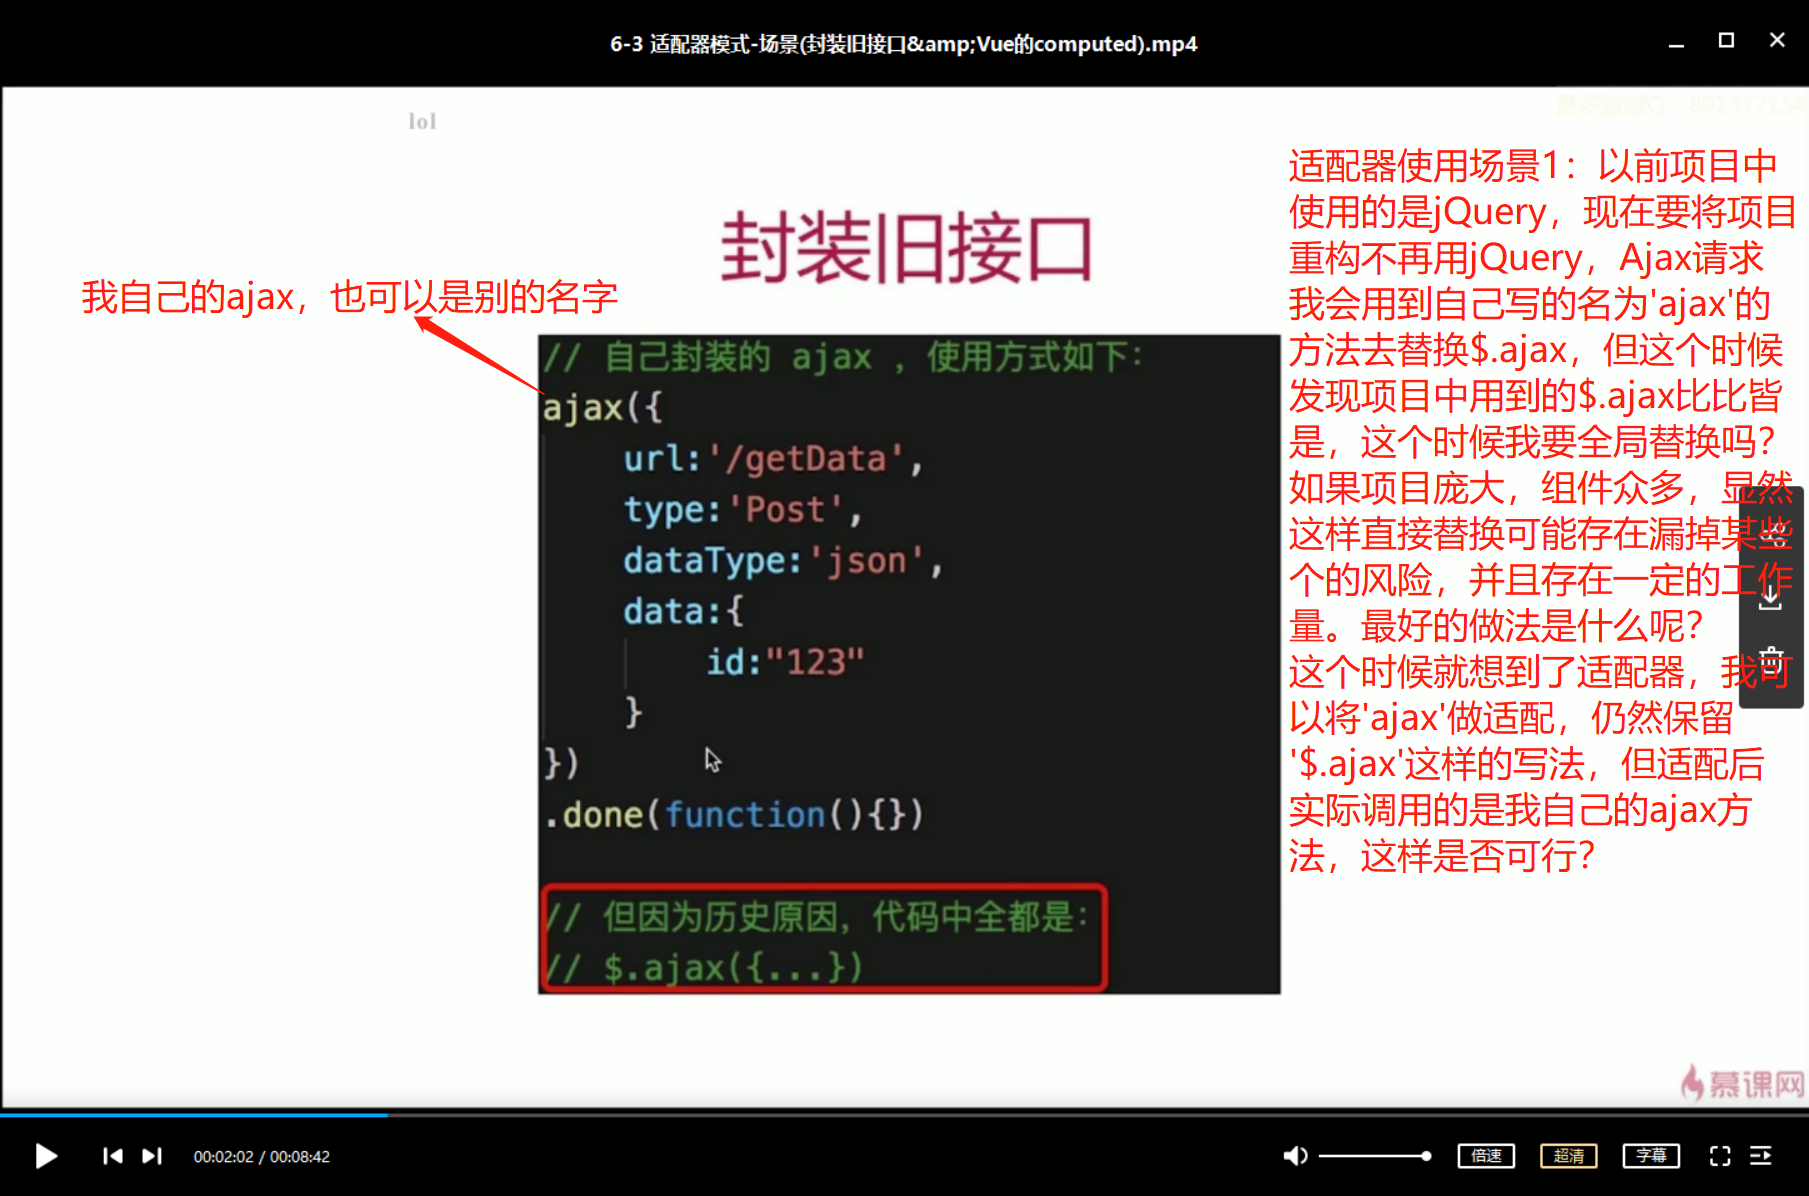 6-3 适配器模式-场景(封装旧接口&amp;Vue的computed).mp4
lol
封装旧接口
我自己的ajax，也可以是别的名字
// 自己封装的 ajax ，使用方式如下：
ajax({
url:'/getData',
type:'Post',
dataType:'json',
data:{
id:"123"
}
})
.done(function(){})
// 但因为历史原因，代码中全都是：
// $.ajax({...})
适配器使用场景1：以前项目中
使用的是jQuery，现在要将项目
重构不再用jQuery，Ajax请求
我会用到自己写的名为'ajax'的
方法去替换$.ajax，但这个时候
发现项目中用到的$.ajax比比皆
是，这个时候我要全局替换吗？
如果项目庞大，组件众多，显然
这样直接替换可能存在漏掉某些
个的风险，并且存在一定的工作
量。最好的做法是什么呢？
这个时候就想到了适配器，我可
以将'ajax'做适配，仍然保留
'$.ajax'这样的写法，但适配后
实际调用的是我自己的ajax方
法，这样是否可行？
慕课网
00:02:02 / 00:08:42
倍速
超清
字幕